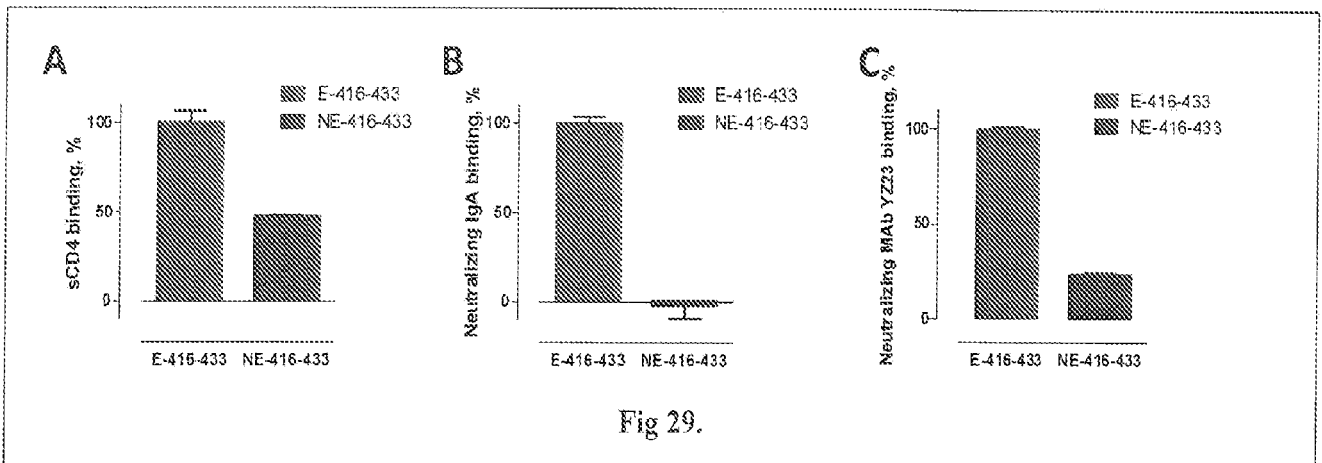 A
E-416-433
NE-416-433
sCD4 binding, %
100
50
0
E-416-433 NE-416-433
B
E-416-433
NE-416-433
Neutralizing IgA binding, %
100
50
0
E-416-433 NE-416-433
C
E-416-433
NE-416-433
Neutralizing MAb YZ23 binding, %
100
50
0
E-416-433 NE-416-433
Fig 29.